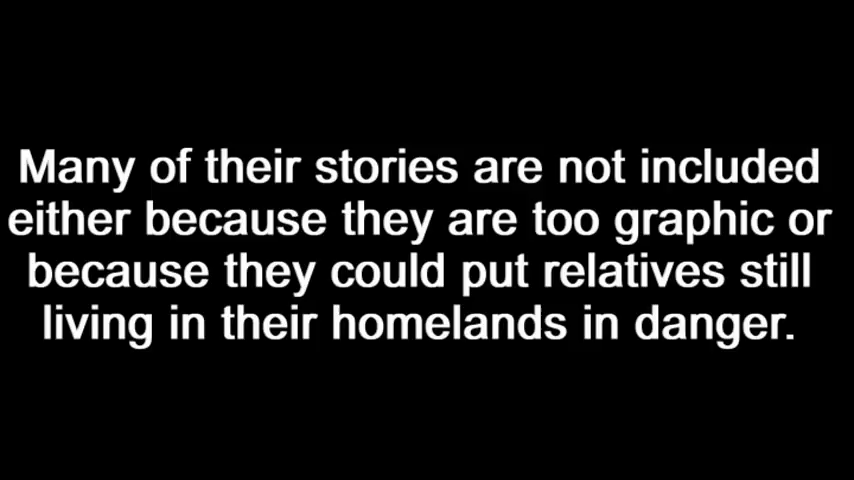 Many of their stories are not included
either because they are too graphic or
because they could put relatives still
living in their homelands in danger.